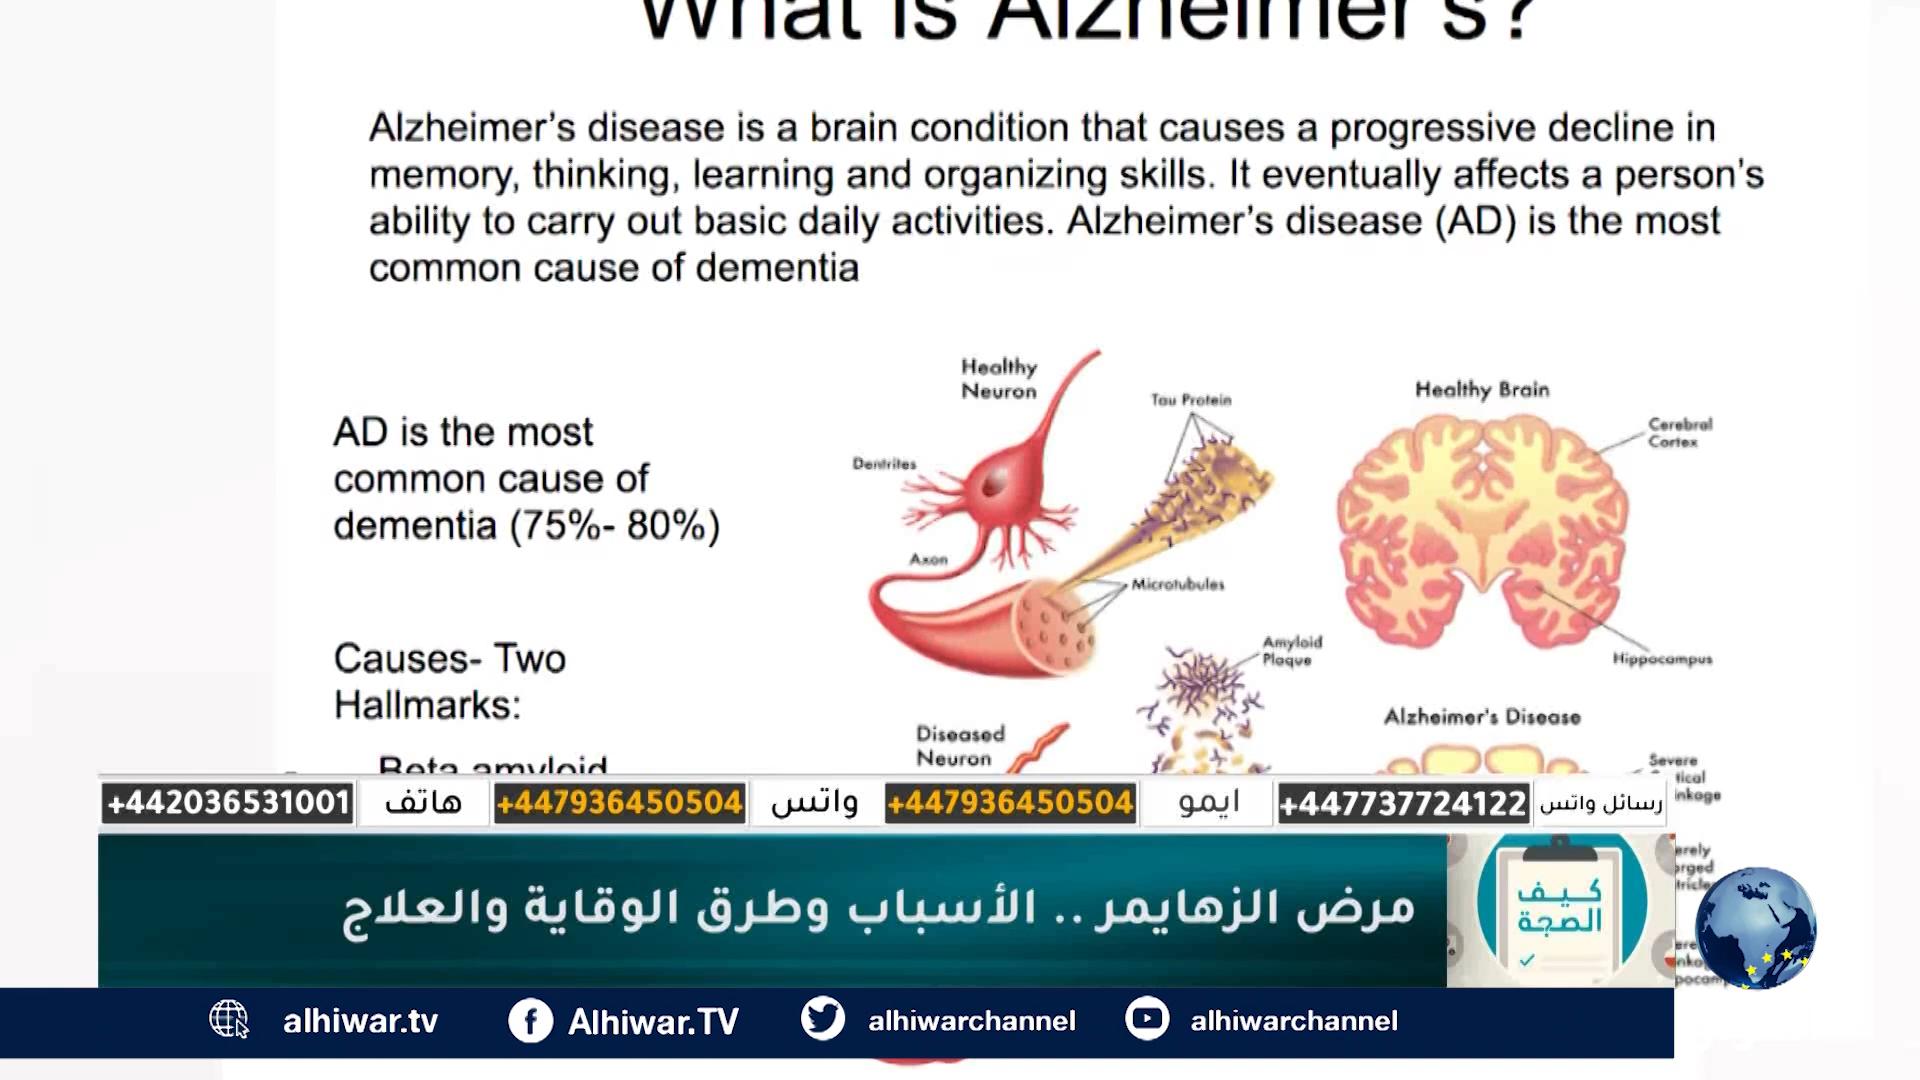 What is Alzheimer's?
Alzheimer's disease is a brain condition that causes a progressive decline in
memory, thinking, learning and organizing skills. It eventually affects a person's
ability to carry out basic daily activities. Alzheimer's disease (AD) is the most
common cause of dementia
AD is the most
common cause of
dementia (75%- 80%)
Causes- Two
Hallmarks:
Beta amyloid
Healthy
Neuron
Dentrites
Axon
Tau Protein
Microtubules
Amyloid
Plaque
Diseased
Neuron
Healthy Brain
Cerebral
Cortex
Hippocampus
Alzheimer's Disease
Severe
+442036531001 هاتف +447936450504 واتس +447936450504 ايمو +447737724122 رسائل واتس
مرض الزهايمر .. الأسباب وطرق الوقاية والعلاج
كيف
الصحة؟
alhiwar.tv Alhiwar.TV alhiwarchannel alhiwarchannel